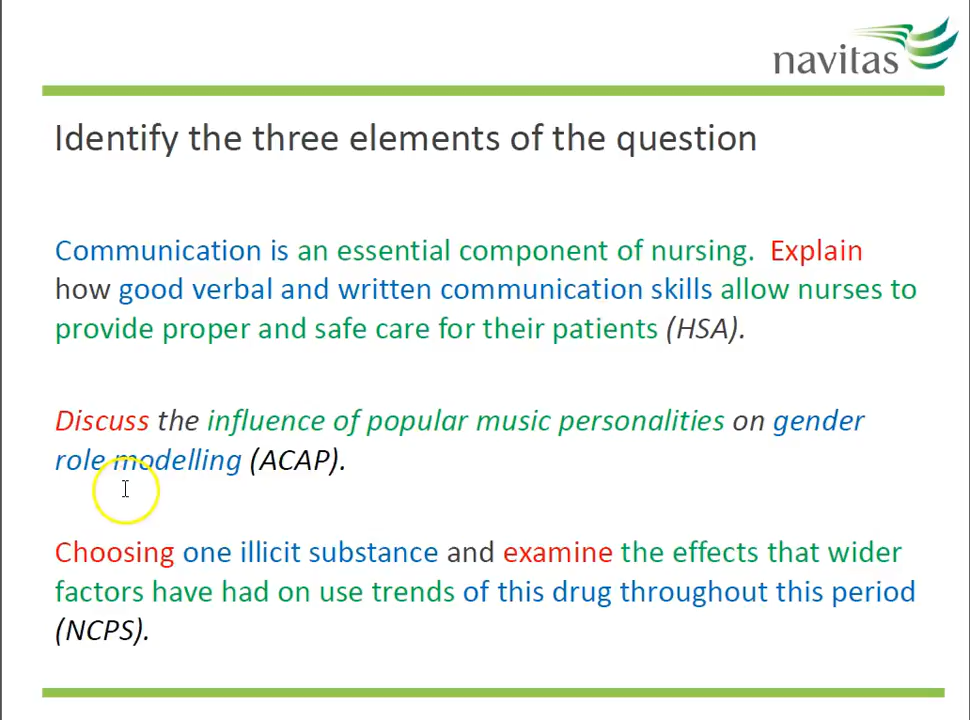 navitas
Identify the three elements of the question
Communication is an essential component of nursing. Explain
how good verbal and written communication skills allow nurses to
provide proper and safe care for their patients (HSA).
Discuss the influence of popular music personalities on gender
role modelling (ACAP).
Choosing one illicit substance and examine the effects that wider
factors have had on use trends of this drug throughout this period
(NCPS).